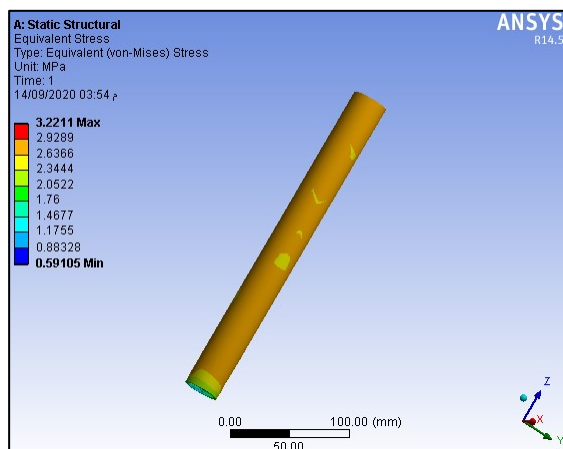 A: Static Structural
Equivalent Stress
Type: Equivalent (von-Mises) Stress
Unit: MPa
Time: 1
14/09/2020 03:54 م
3.2211 Max
2.9289
2.6366
2.3444
2.0522
1.76
1.4677
1.1755
0.88328
0.59105 Min
ANSYS
R14.5
0.00 100.00 (mm)
50.00
Z
X
Y